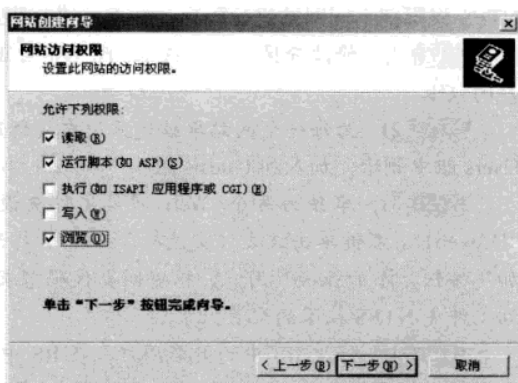 网站创建向导
网站访问权限
设置此网站的访问权限。
允许下列权限:
读取(R)
运行脚本(如 ASP)(S)
执行(如 ISAPI 应用程序或 CGI)(E)
写入(W)
浏览(O)
单击“下一步”按钮完成向导。
< 上一步(B) 下一步(N) > 取消